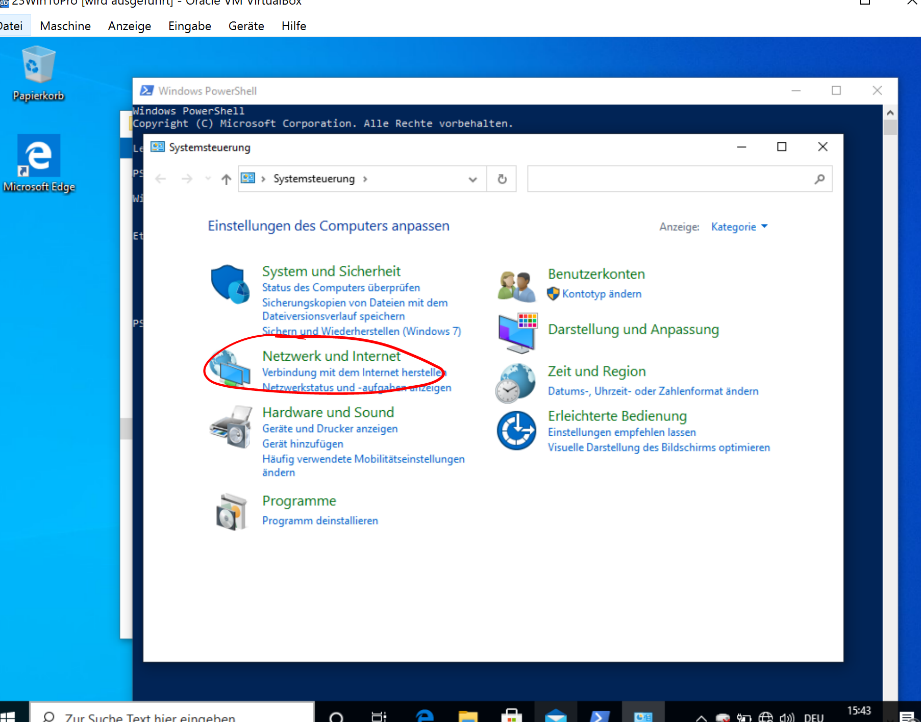 23Win10Pro [wird ausgeführt] - Oracle VM VirtualBox
Datei Maschine Anzeige Eingabe Geräte Hilfe
Papierkorb
Microsoft Edge
Windows PowerShell
Windows PowerShell
Copyright (C) Microsoft Corporation. Alle Rechte vorbehalten.
Le
PS
Wi
Et
PS
Systemsteuerung
Systemsteuerung
Einstellungen des Computers anpassen
Anzeige: Kategorie
System und Sicherheit
Status des Computers überprüfen
Sicherungskopien von Dateien mit dem
Dateiversionsverlauf speichern
Sichern und Wiederherstellen (Windows 7)
Netzwerk und Internet
Verbindung mit dem Internet herstellen
Netzwerkstatus und -aufgaben anzeigen
Hardware und Sound
Geräte und Drucker anzeigen
Gerät hinzufügen
Häufig verwendete Mobilitätseinstellungen
ändern
Programme
Programm deinstallieren
Benutzerkonten
Kontotyp ändern
Darstellung und Anpassung
Zeit und Region
Datums-, Uhrzeit- oder Zahlenformat ändern
Erleichterte Bedienung
Einstellungen empfehlen lassen
Visuelle Darstellung des Bildschirms optimieren
Zur Suche Text hier eingeben
DEU
15:43